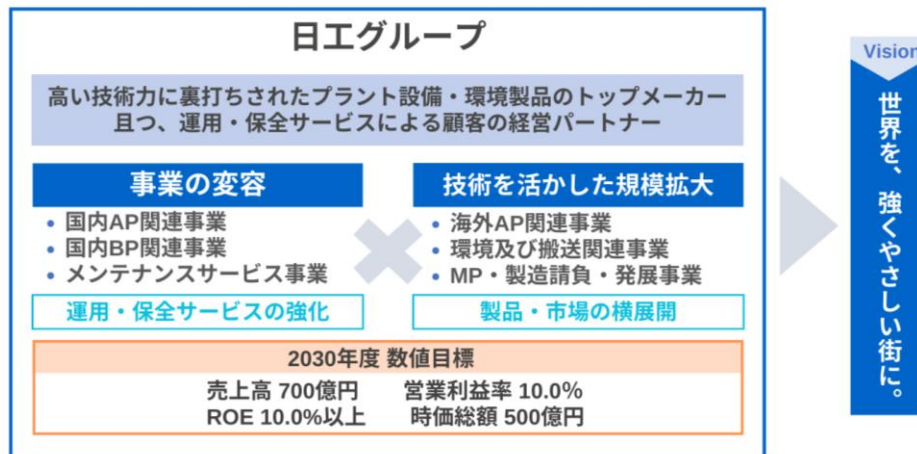 日工グループ
高い技術力に裏打ちされたプラント設備・環境製品のトップメーカー
且つ、運用・保全サービスによる顧客の経営パートナー
事業の変容
・国内AP関連事業
・国内BP関連事業
・メンテナンスサービス事業
運用・保全サービスの強化
技術を活かした規模拡大
・海外AP関連事業
・環境及び搬送関連事業
・MP・製造請負・発展事業
製品・市場の横展開
2030年度 数値目標
売上高 700億円 営業利益率 10.0%
ROE 10.0%以上 時価総額 500億円
Vision
世界を、強くやさしい街に。